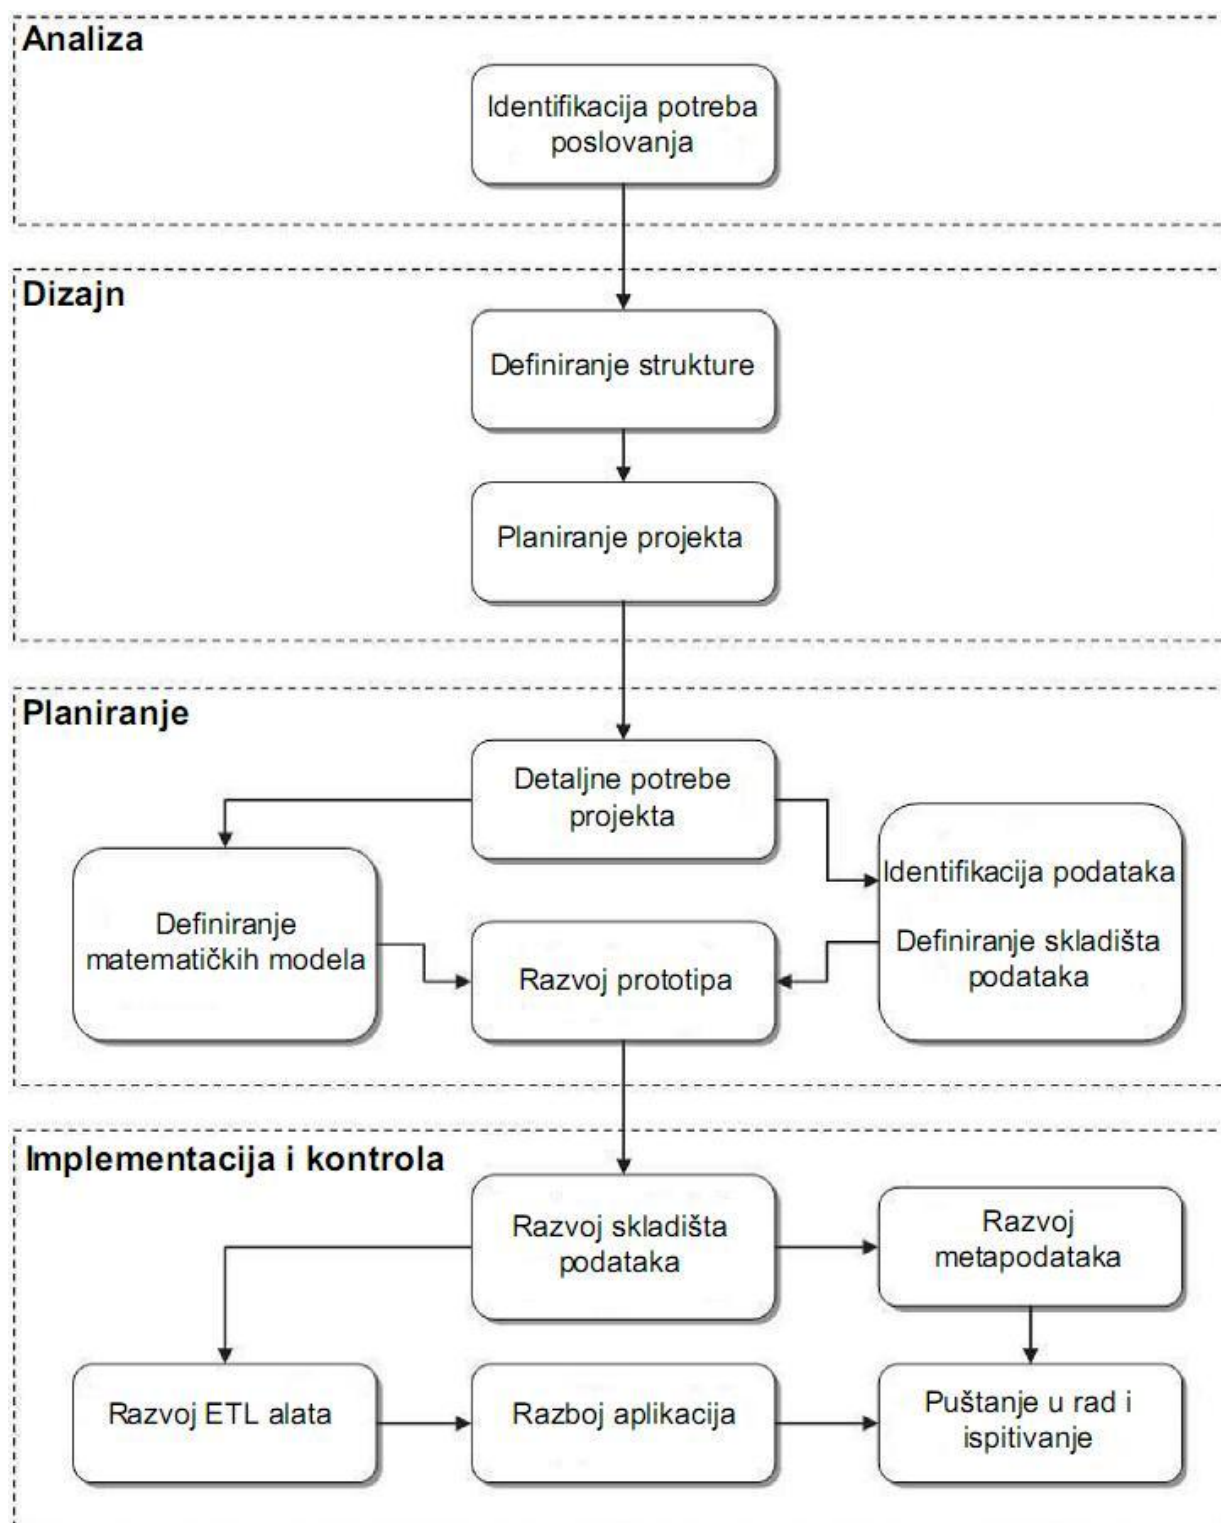 Analiza
Identifikacija potreba
poslovanja
Dizajn
Definiranje strukture
Planiranje projekta
Planiranje
Detaljne potrebe
projekta
Definiranje
matematičkih modela
Razvoj prototipa
Identifikacija podataka
Definiranje skladišta
podataka
Implementacija i kontrola
Razvoj skladišta
podataka
Razvoj
metapodataka
Razvoj ETL alata
Razboj aplikacija
Puštanje u rad i
ispitivanje